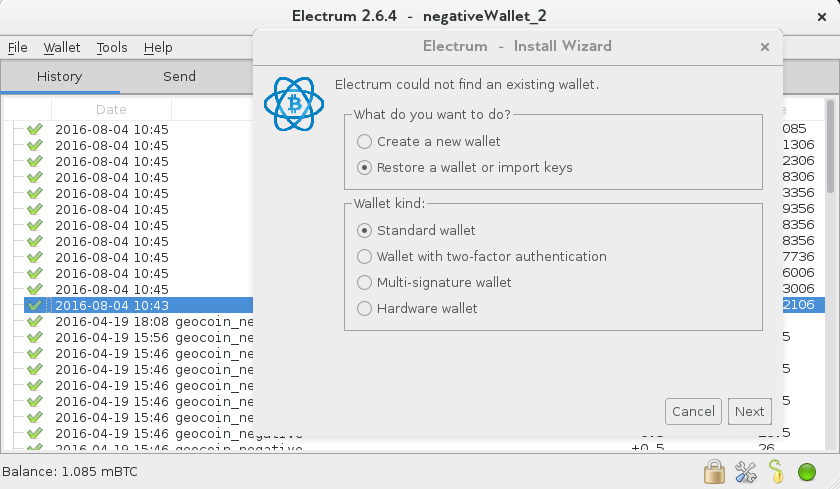 Electrum 2.6.4 - negativeWallet_2
File Wallet Tools Help
Electrum - Install Wizard
History Send
Electrum could not find an existing wallet.
What do you want to do?
Create a new wallet
Restore a wallet or import keys
Wallet kind:
Standard wallet
Wallet with two-factor authentication
Multi-signature wallet
Hardware wallet
Cancel Next
Date
2016-08-04 10:45 085
2016-08-04 10:45 1306
2016-08-04 10:45 2306
2016-08-04 10:45 8306
2016-08-04 10:45 3356
2016-08-04 10:45 9356
2016-08-04 10:45 8356
2016-08-04 10:45 8356
2016-08-04 10:45 7736
2016-08-04 10:45 6006
2016-08-04 10:45 3006
2016-08-04 10:43 2106
2016-04-19 18:08 geocoin_ne
2016-04-19 15:56 geocoin_ne 5
2016-04-19 15:46 geocoin_ne
2016-04-19 15:46 geocoin_ne 5
2016-04-19 15:46 geocoin_ne
2016-04-19 15:46 geocoin_ne 5
2016-04-19 15:46 geocoin_ne
2016-04-19 15:46 geocoin_negative 5
2016-04-19 15:46 geocoin_negative +0.5 26
Balance: 1.085 mBTC